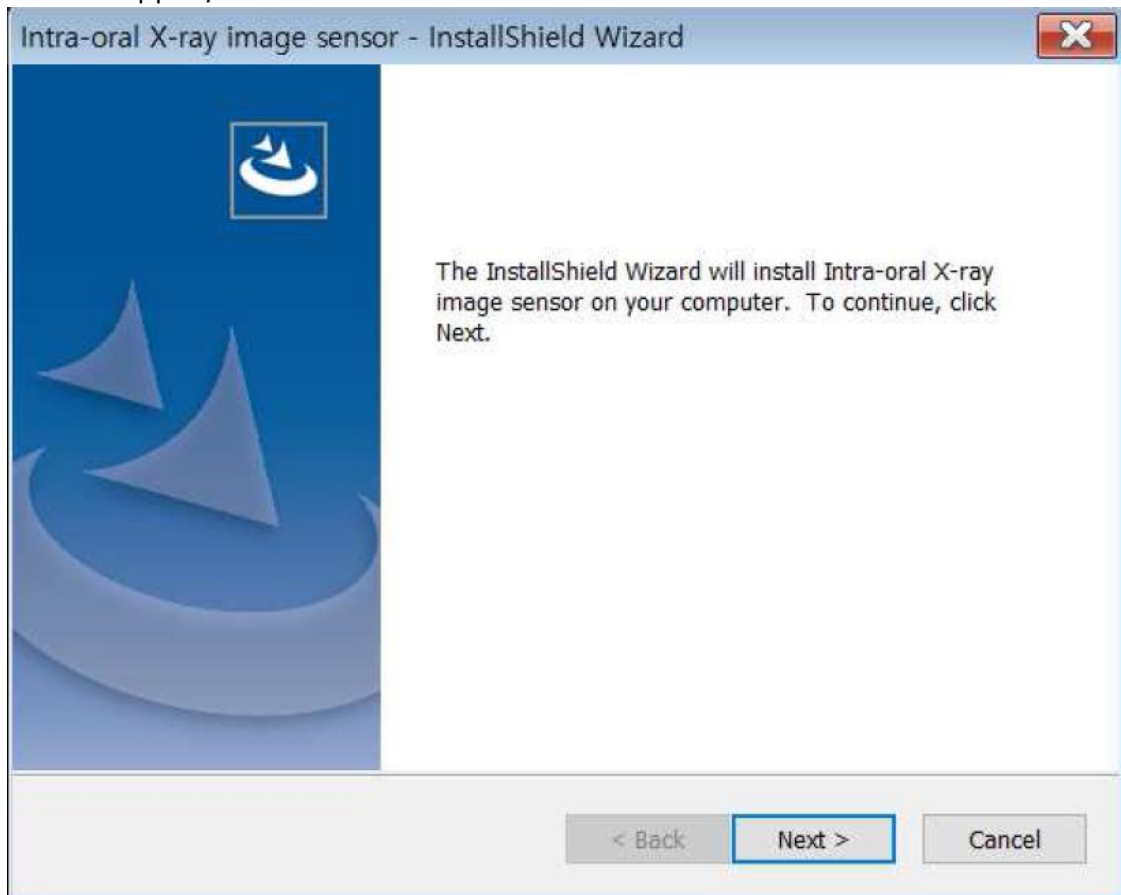 Intra-oral X-ray image sensor - InstallShield Wizard
The InstallShield Wizard will install Intra-oral X-ray
image sensor on your computer. To continue, click
Next.
< Back
Next >
Cancel